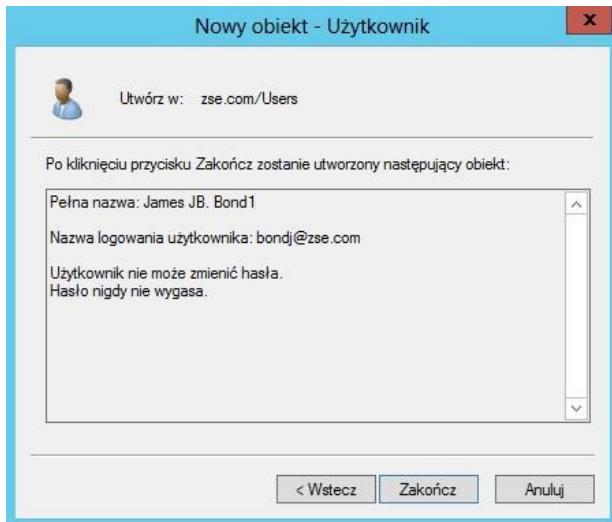 Nowy obiekt - Użytkownik
x
Utwórz w: zse.com/Users
Po kliknięciu przycisku Zakończ zostanie utworzony następujący obiekt:
Pełna nazwa: James JB. Bond1
Nazwa logowania użytkownika: bondj@zse.com
Użytkownik nie może zmienić hasła.
Hasło nigdy nie wygasa.
< Wstecz Zakończ Anuluj